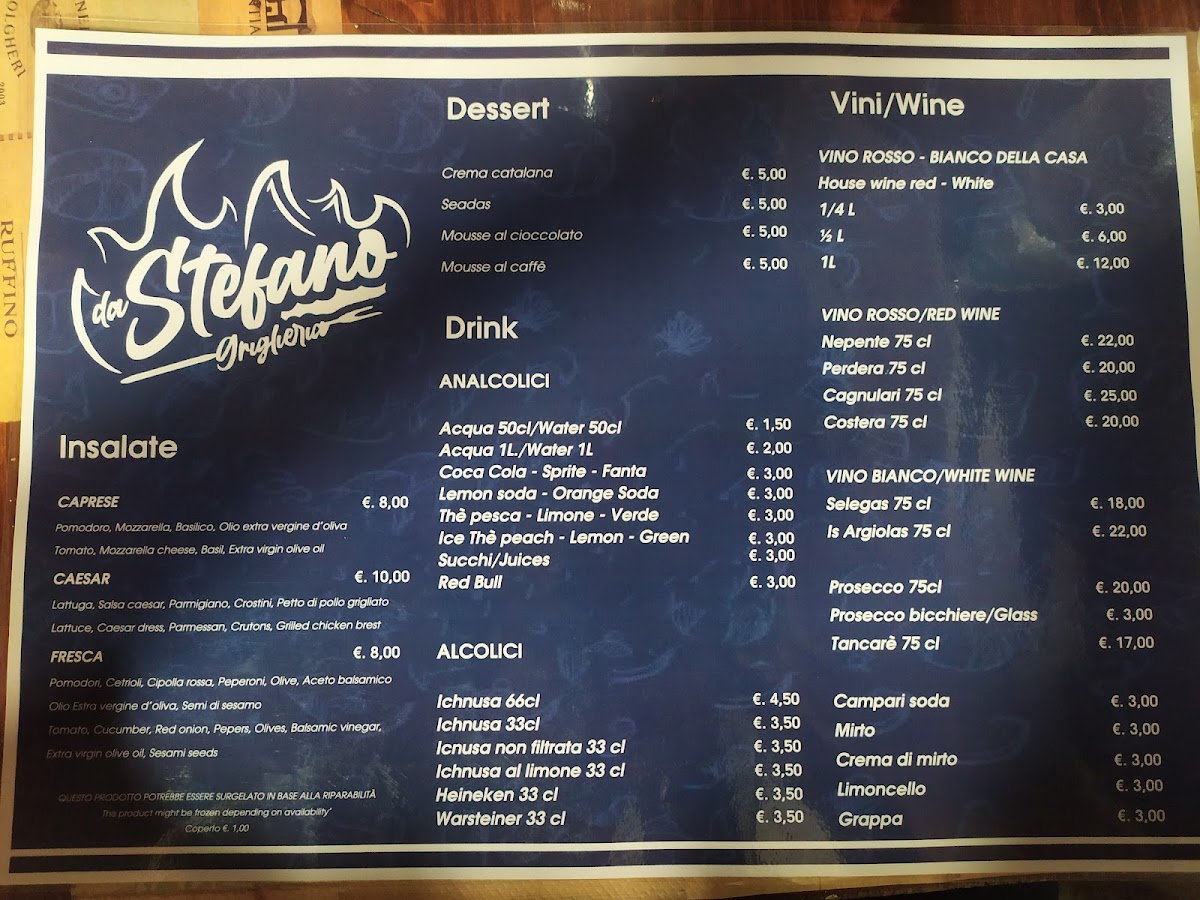 OLGHERI
2003
RUFFINO
da Stefano
griglieria
Insalate
CAPRESE €. 8,00
Pomodoro, Mozzarella, Basilico, Olio extra vergine d'oliva
Tomato, Mozzarella cheese, Basil, Extra virgin olive oil
CAESAR €. 10,00
Lattuga, Salsa caesar, Parmigiano, Crostini, Petto di pollo grigliato
Lattuce, Caesar dress, Parmessan, Crutons, Grilled chicken brest
FRESCA €. 8,00
Pomodori, Cetrioli, Cipolla rossa, Peperoni, Olive, Aceto balsamico
Olio Estra vergine d'oliva, Semi di sesamo
Tomato, Cucumber, Red onion, Pepers, Olives, Balsamic vinegar,
Extra virgin olive oil, Sesami seeds
QUESTO PRODOTTO POTREBBE ESSERE SURGELATO IN BASE ALLA RIPARABILITÀ
This product might be frozen depending on availability'
Coperto €. 1,00
Dessert
Crema catalana €. 5,00
Seadas €. 5,00
Mousse al cioccolato €. 5,00
Mousse al caffè €. 5,00
Drink
ANALCOLICI
Acqua 50cl/Water 50cl €. 1,50
Acqua 1L./Water 1L €. 2,00
Coca Cola - Sprite - Fanta €. 3,00
Lemon soda - Orange Soda €. 3,00
Thè pesca - Limone - Verde €. 3,00
Ice Thè peach - Lemon - Green €. 3,00
Succhi/Juices €. 3,00
Red Bull €. 3,00
ALCOLICI
Ichnusa 66cl €. 4,50
Ichnusa 33cl €. 3,50
Icnusa non filtrata 33 cl €. 3,50
Ichnusa al limone 33 cl €. 3,50
Heineken 33 cl €. 3,50
Warsteiner 33 cl €. 3,50
Vini/Wine
VINO ROSSO - BIANCO DELLA CASA
House wine red - White
1/4 L €. 3,00
½ L €. 6,00
1L €. 12,00
VINO ROSSO/RED WINE
Nepente 75 cl €. 22,00
Perdera 75 cl €. 20,00
Cagnulari 75 cl €. 25,00
Costera 75 cl €. 20,00
VINO BIANCO/WHITE WINE
Selegas 75 cl €. 18,00
Is Argiolas 75 cl €. 22,00
Prosecco 75cl €. 20,00
Prosecco bicchiere/Glass €. 3,00
Tancarè 75 cl €. 17,00
Campari soda €. 3,00
Mirto €. 3,00
Crema di mirto €. 3,00
Limoncello €. 3,00
Grappa €. 3,00